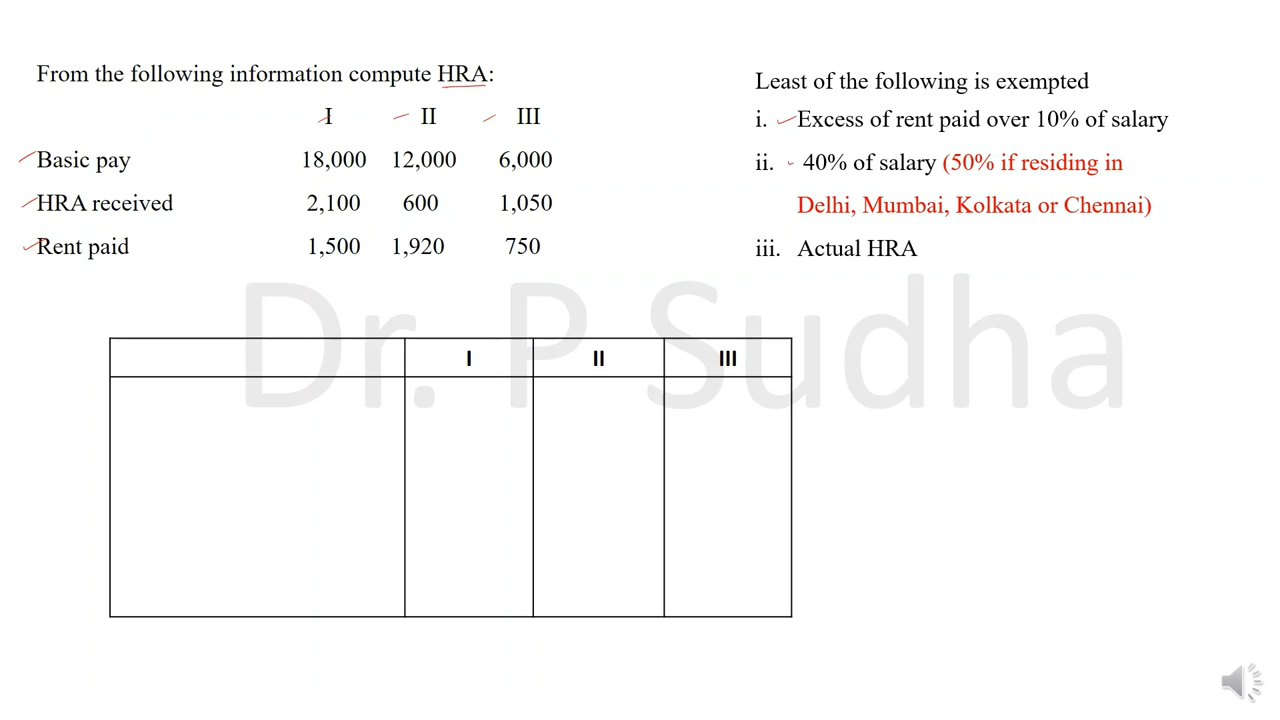 From the following information compute HRA:
I II III
Basic pay 18,000 12,000 6,000
HRA received 2,100 600 1,050
Rent paid 1,500 1,920 750
Least of the following is exempted
i. Excess of rent paid over 10% of salary
ii. 40% of salary (50% if residing in
Delhi, Mumbai, Kolkata or Chennai)
iii. Actual HRA
Dr. P Sudha
I II III